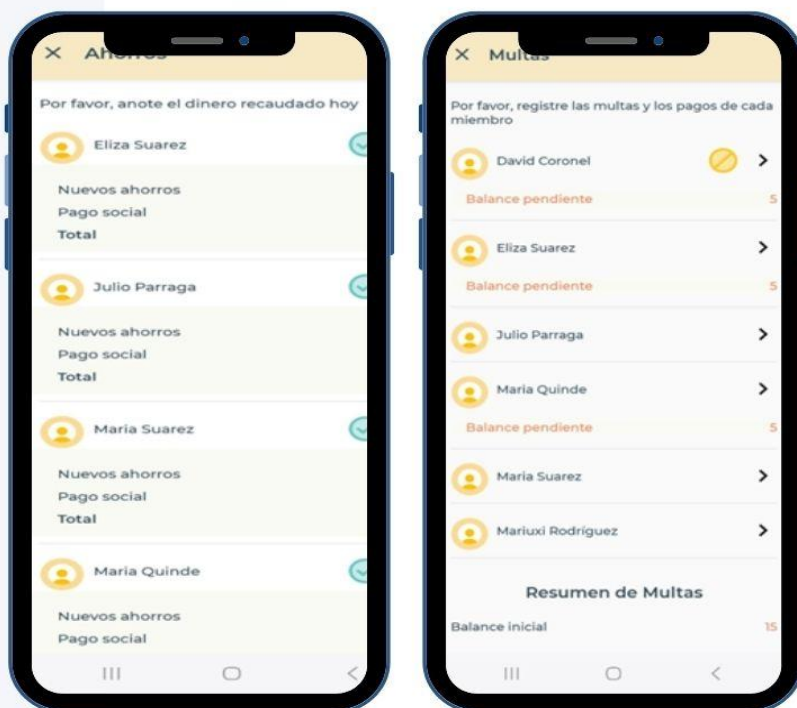 Ahorros
Por favor, anote el dinero recaudado hoy
Eliza Suarez
Nuevos ahorros
Pago social
Total
Julio Parraga
Nuevos ahorros
Pago social
Total
Maria Suarez
Nuevos ahorros
Pago social
Total
Maria Quinde
Nuevos ahorros
Pago social
Multas
Por favor, registre las multas y los pagos de cada
miembro
David Coronel
Balance pendiente 5
Eliza Suarez
Balance pendiente 5
Julio Parraga
Maria Quinde
Balance pendiente 5
Maria Suarez
Mariuxi Rodríguez
Resumen de Multas
Balance inicial 15